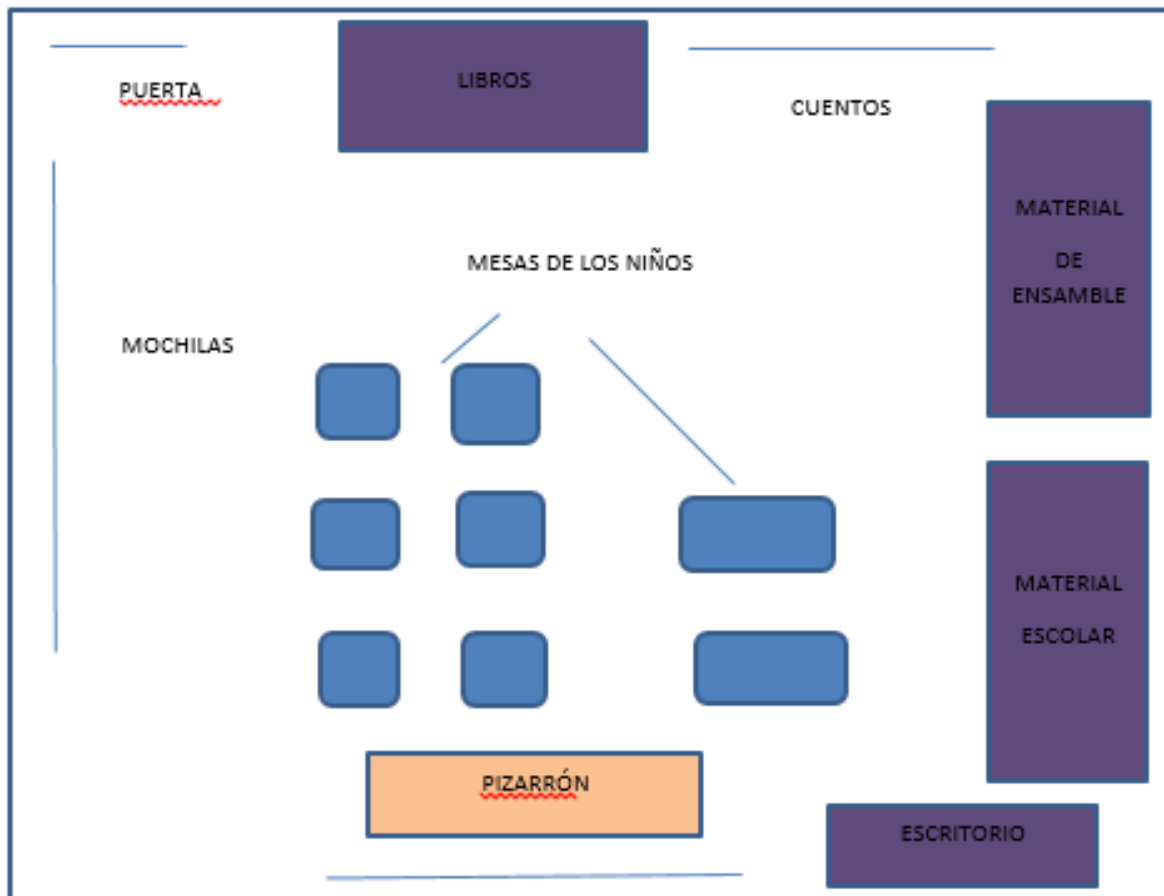 PUERTA
LIBROS
CUENTOS
MATERIAL
DE
ENSAMBLE
MESAS DE LOS NIÑOS
MOCHILAS
MATERIAL
ESCOLAR
PIZARRÓN
ESCRITORIO